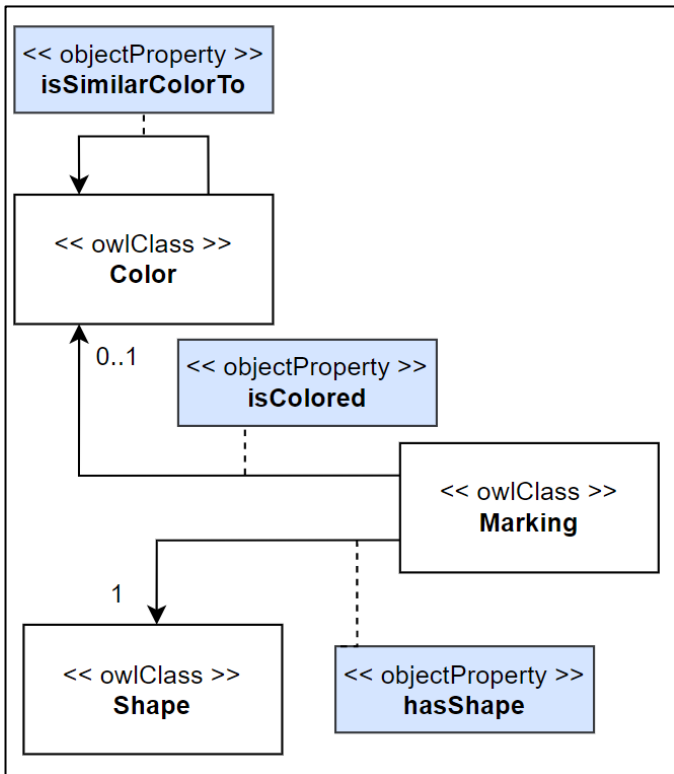 << objectProperty >>
isSimilarColorTo
<< owlClass >>
Color
0..1
<< objectProperty >>
isColored
<< owlClass >>
Marking
1
<< owlClass >>
Shape
<< objectProperty >>
hasShape